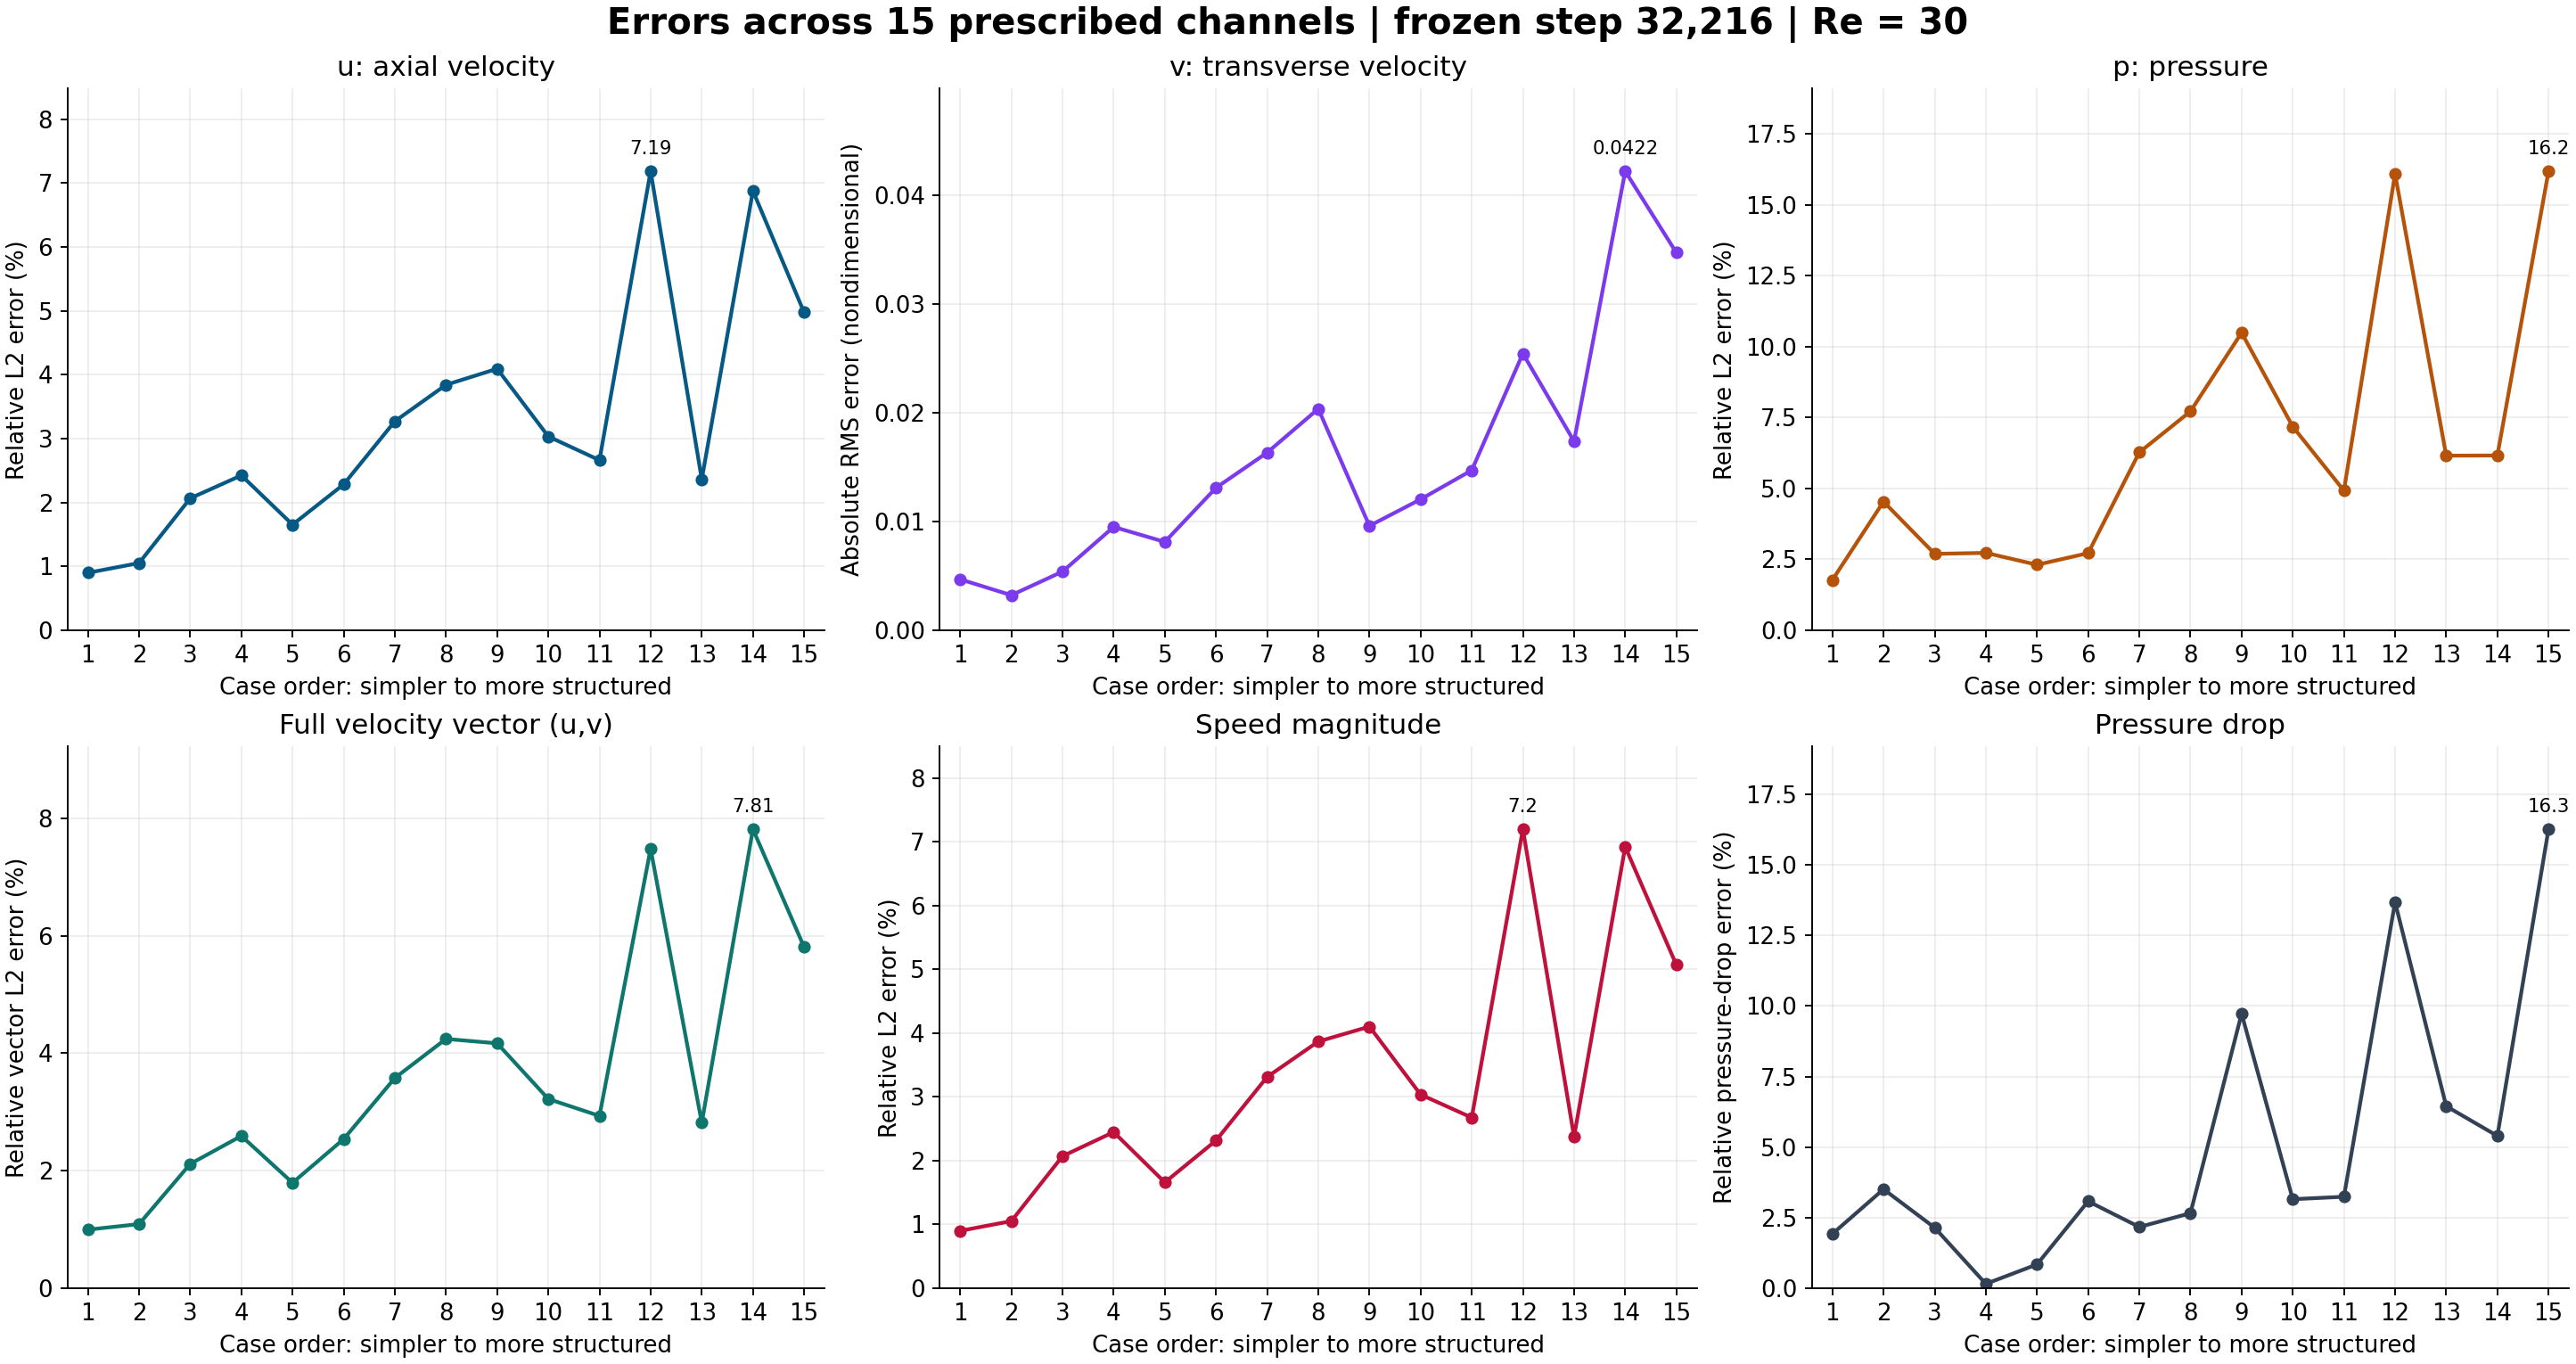 Errors across 15 prescribed channels | frozen step 32,216 | Re = 30
u: axial velocity
Relative L2 error (%)
8
7
6
5
4
3
2
1
0
7.19
1 2 3 4 5 6 7 8 9 10 11 12 13 14 15
Case order: simpler to more structured
v: transverse velocity
Absolute RMS error (nondimensional)
0.04
0.03
0.02
0.01
0.00
0.0422
1 2 3 4 5 6 7 8 9 10 11 12 13 14 15
Case order: simpler to more structured
p: pressure
Relative L2 error (%)
17.5
15.0
12.5
10.0
7.5
5.0
2.5
0.0
16.2
1 2 3 4 5 6 7 8 9 10 11 12 13 14 15
Case order: simpler to more structured
Full velocity vector (u,v)
Relative vector L2 error (%)
8
6
4
2
0
7.81
1 2 3 4 5 6 7 8 9 10 11 12 13 14 15
Case order: simpler to more structured
Speed magnitude
Relative L2 error (%)
8
7
6
5
4
3
2
1
0
7.2
1 2 3 4 5 6 7 8 9 10 11 12 13 14 15
Case order: simpler to more structured
Pressure drop
Relative pressure-drop error (%)
17.5
15.0
12.5
10.0
7.5
5.0
2.5
0.0
16.3
1 2 3 4 5 6 7 8 9 10 11 12 13 14 15
Case order: simpler to more structured